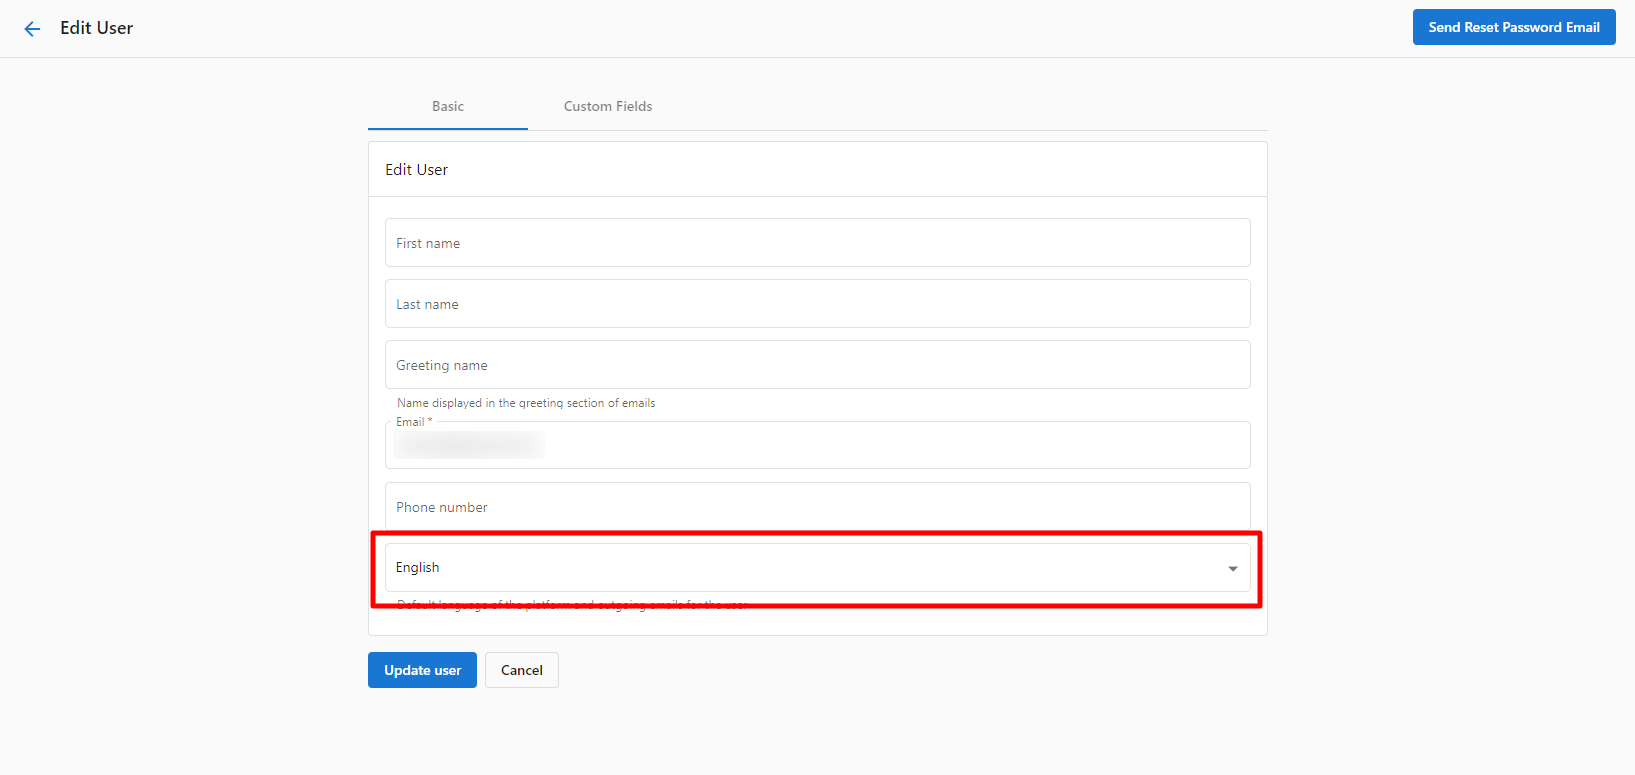 Edit User
Send Reset Password Email
Basic
Custom Fields
Edit User
First name
Last name
Greeting name
Name displayed in the greeting section of emails
Email *
Phone number
English
Default language of the platform and outgoing emails for the user
Update user
Cancel